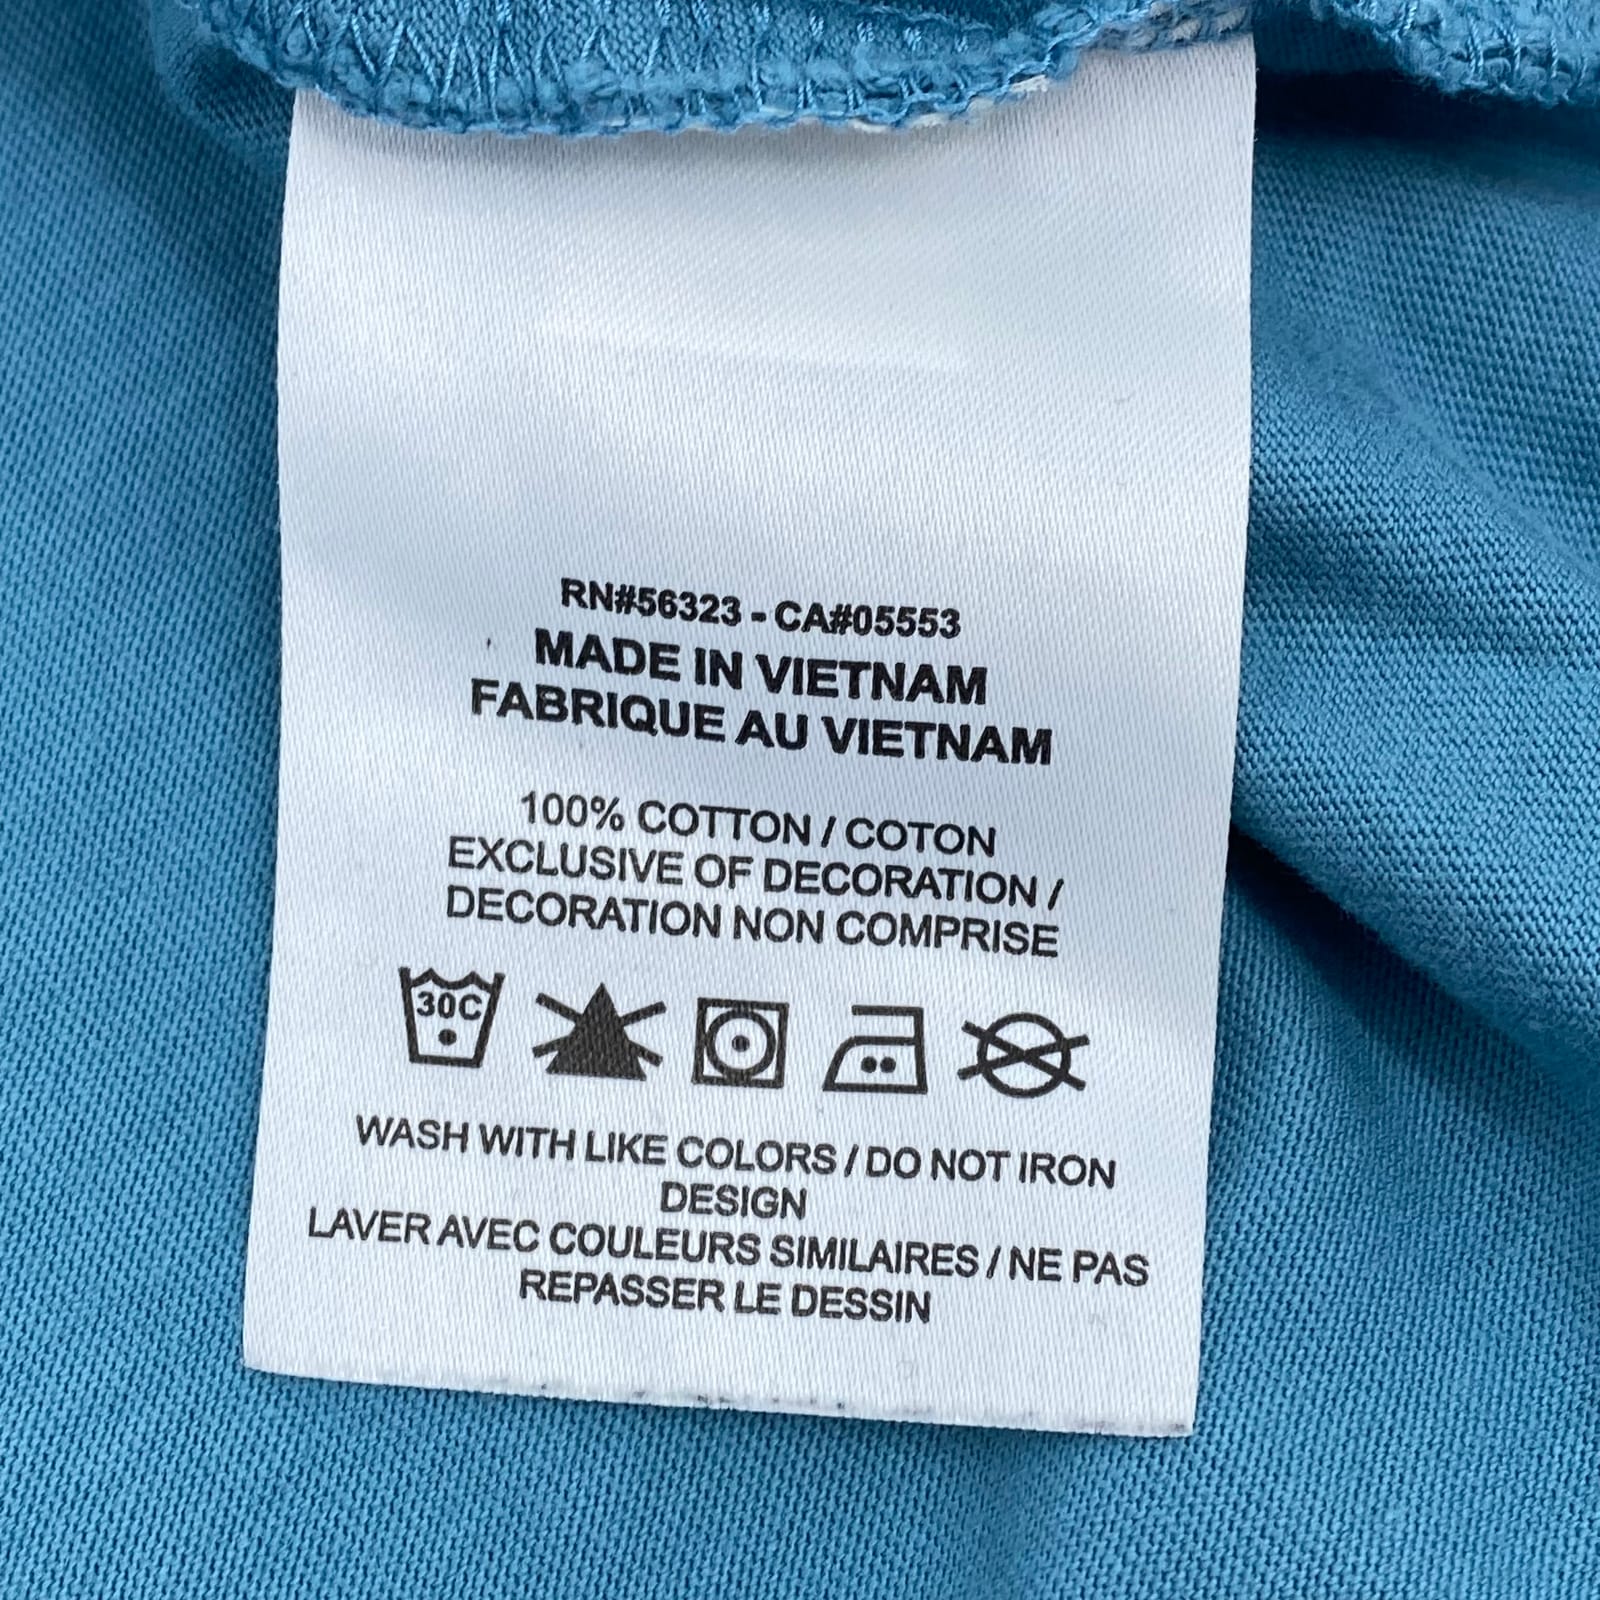 RN#56323 - CA#05553
MADE IN VIETNAM
FABRIQUE AU VIETNAM
100% COTTON / COTON
EXCLUSIVE OF DECORATION /
DECORATION NON COMPRISE
30C
WASH WITH LIKE COLORS / DO NOT IRON
DESIGN
LAVER AVEC COULEURS SIMILAIRES / NE PAS
REPASSER LE DESSIN